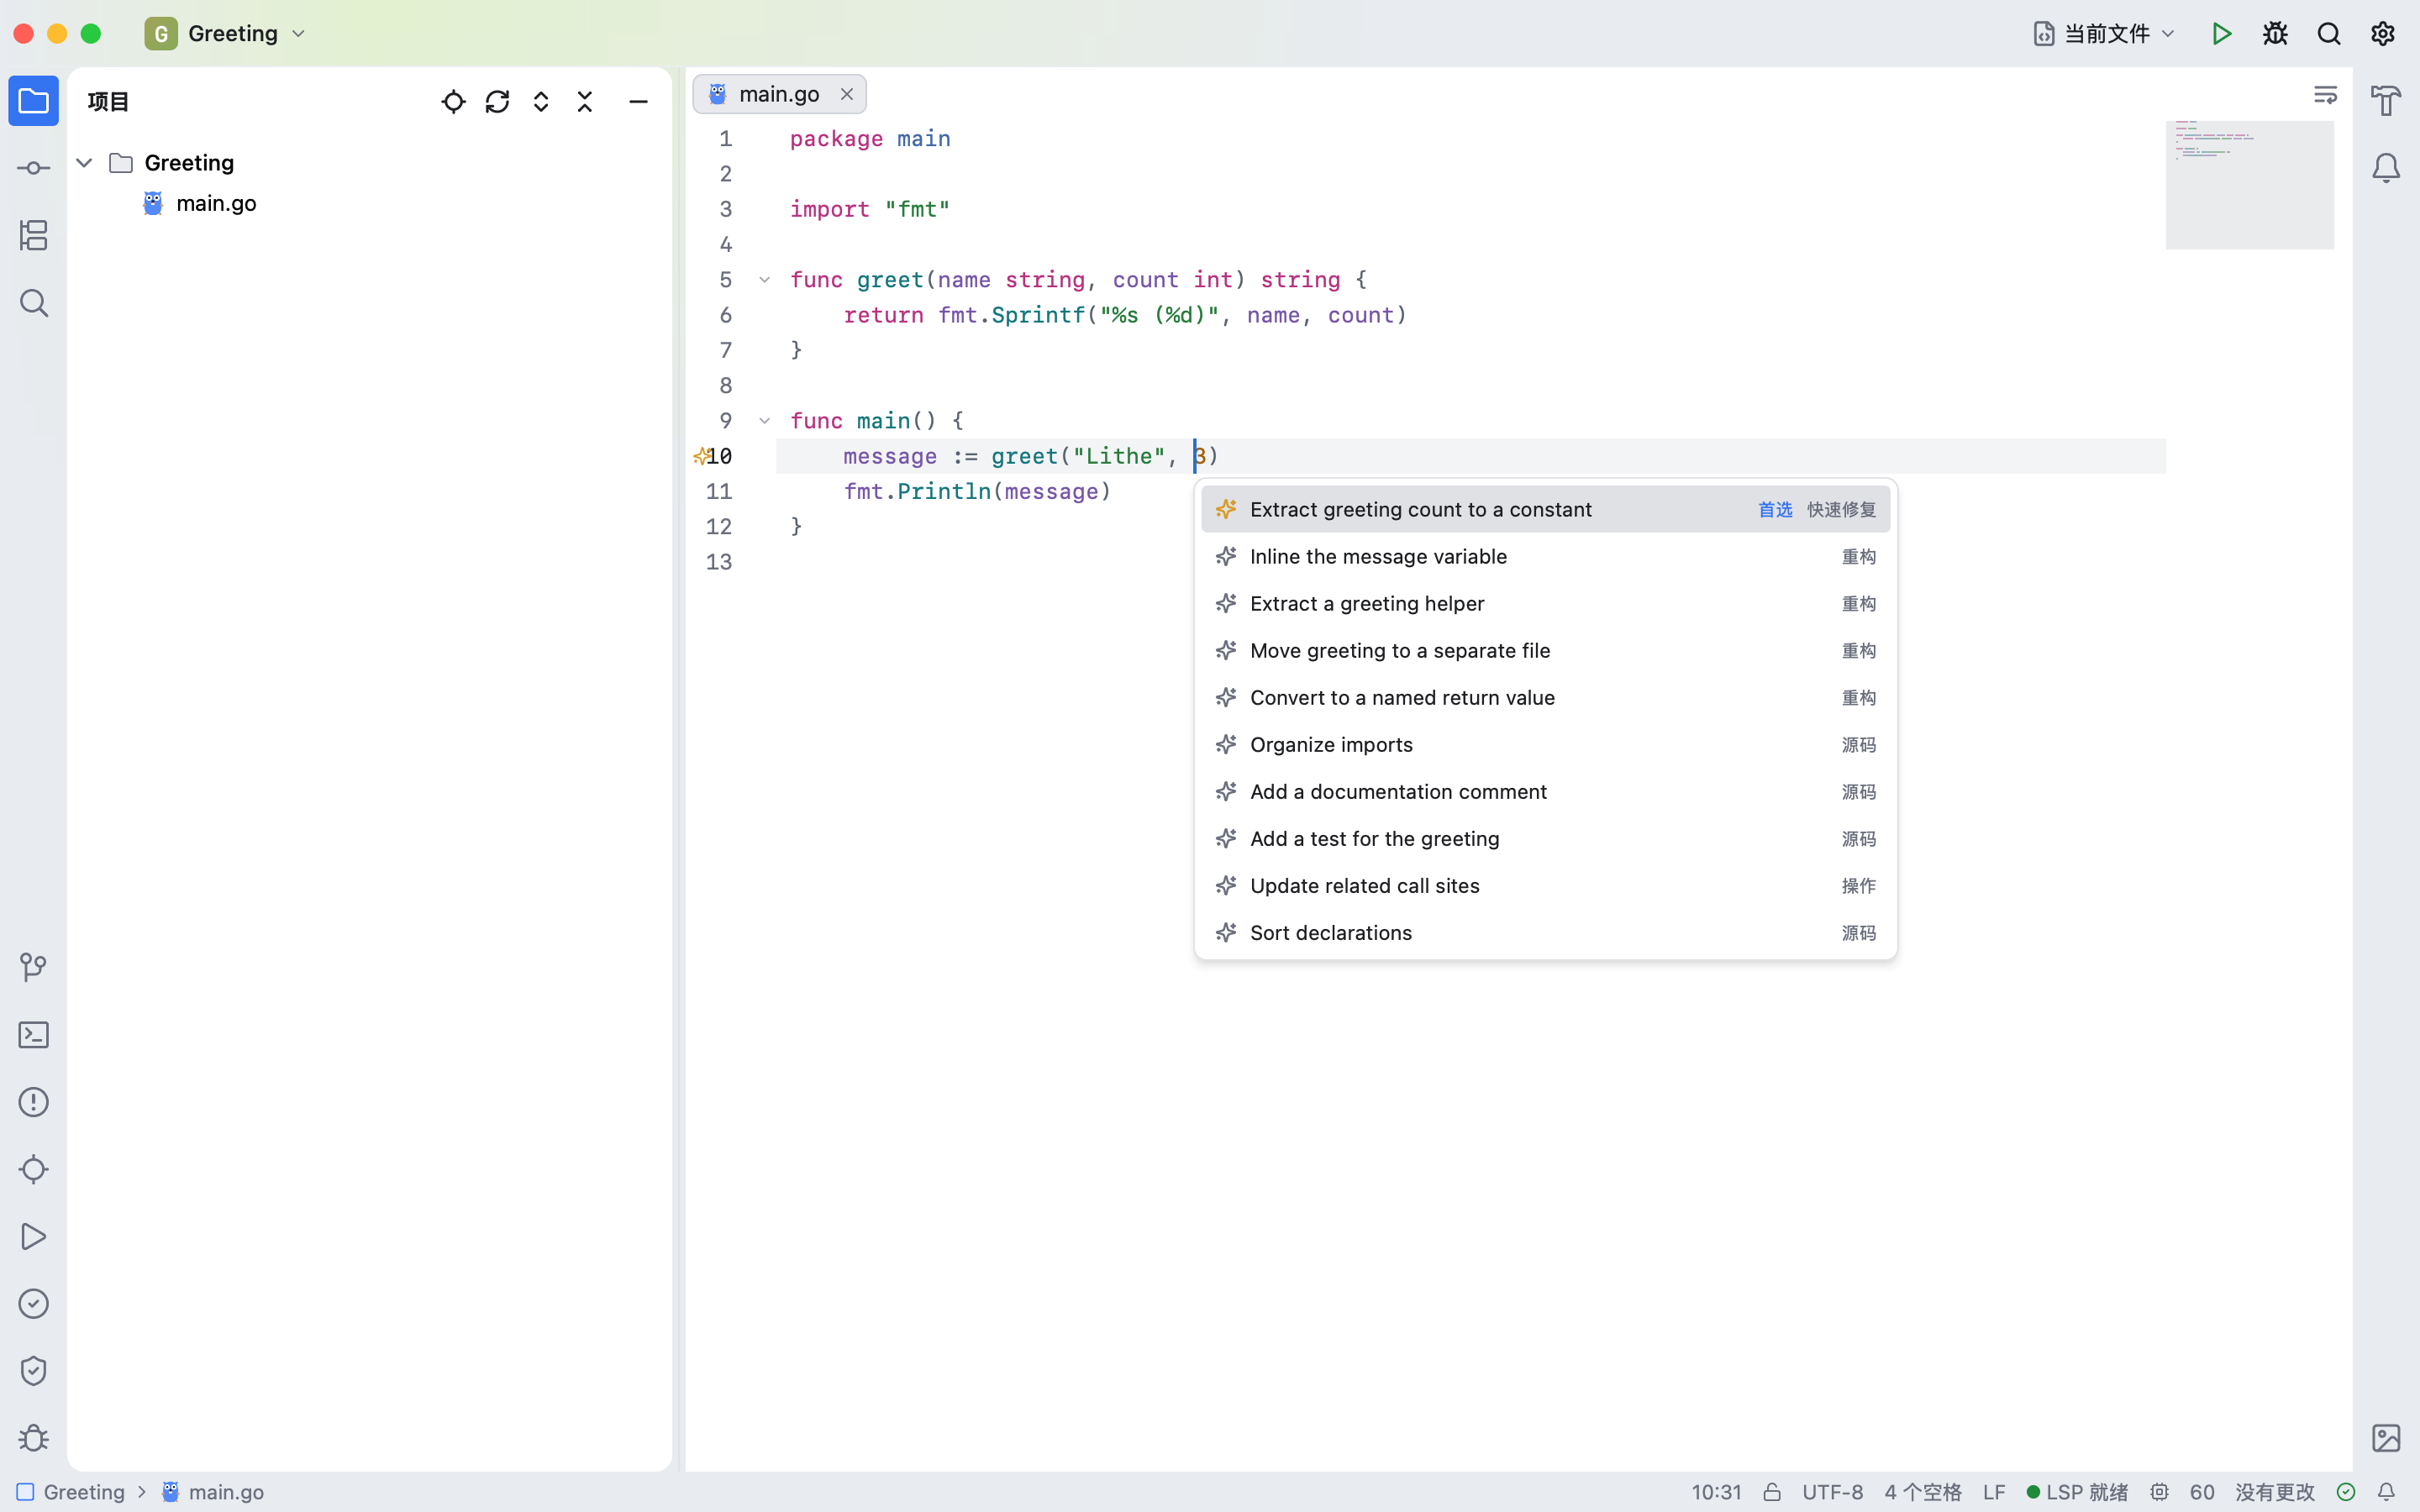 G Greeting
当前文件
项目
Greeting
main.go
main.go
1 package main
2
3 import "fmt"
4
5 func greet(name string, count int) string {
6 return fmt.Sprintf("%s (%d)", name, count)
7 }
8
9 func main() {
10 message := greet("Lithe", 3)
11 fmt.Println(message)
12 }
13
Extract greeting count to a constant 首选 快速修复
Inline the message variable 重构
Extract a greeting helper 重构
Move greeting to a separate file 重构
Convert to a named return value 重构
Organize imports 源码
Add a documentation comment 源码
Add a test for the greeting 源码
Update related call sites 操作
Sort declarations 源码
Greeting > main.go
10:31 UTF-8 4 个空格 LF LSP 就绪 60 没有更改